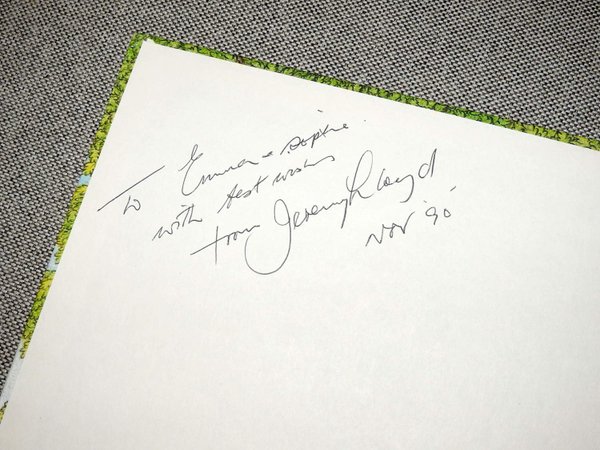 To Emma & Sophie.
with best wishes
from Jeremy Lloyd
Nov '90